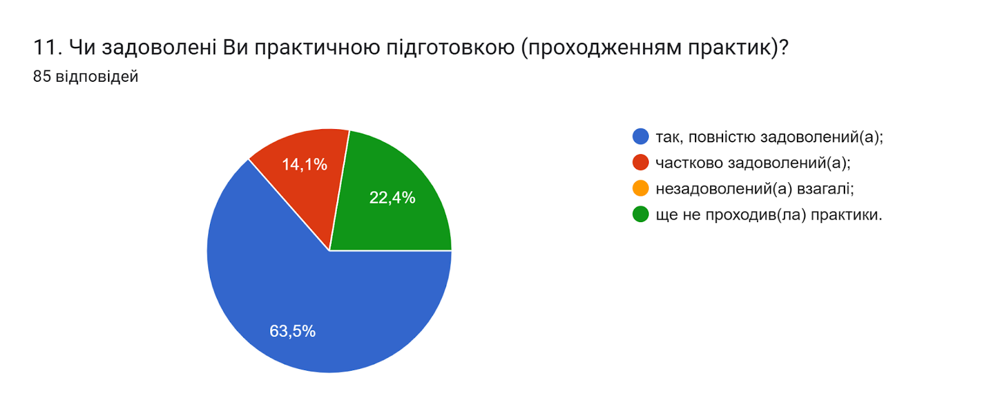 11. Чи задоволені Ви практичною підготовкою (проходженням практик)?
85 відповідей
14,1%
22,4%
63,5%
так, повністю задоволений(а);
частково задоволений(а);
незадоволений(а) взагалі;
ще не проходив(ла) практики.